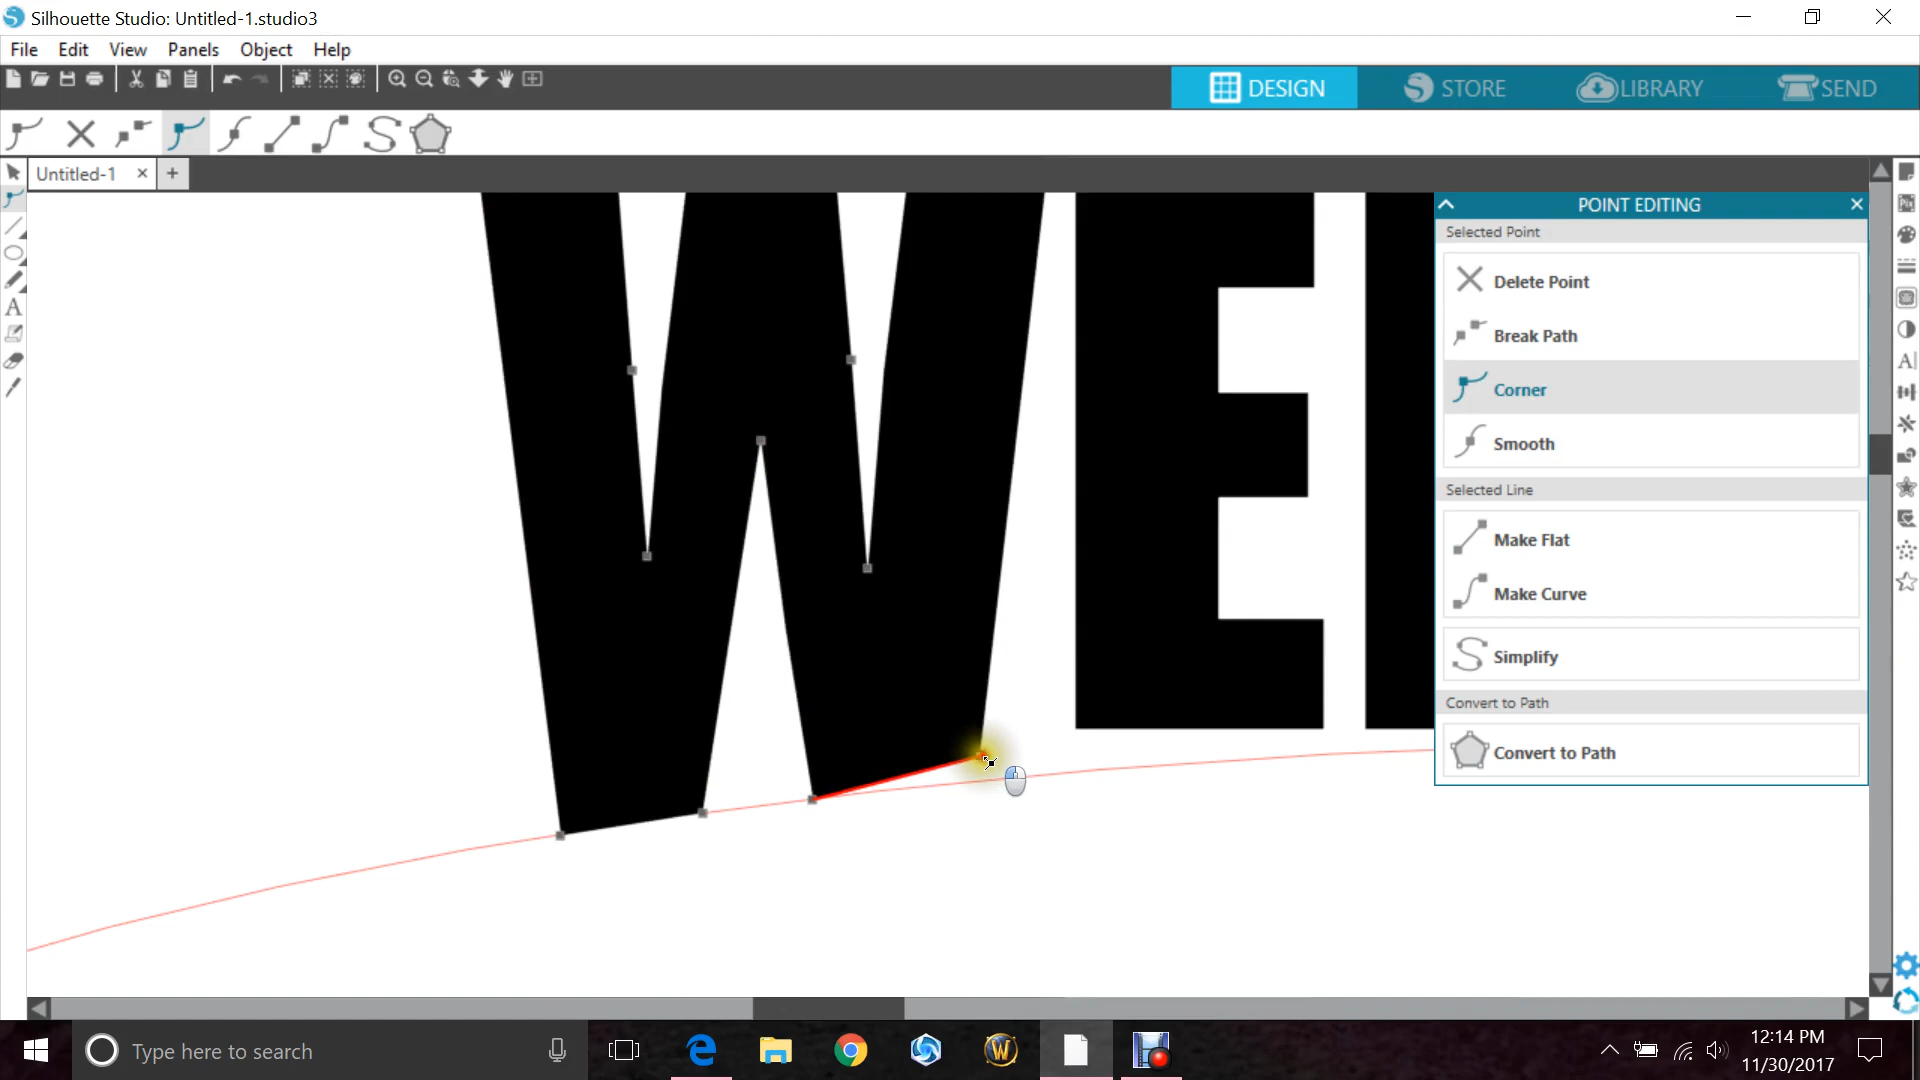 Silhouette Studio: Untitled-1.studio3
File Edit View Panels Object Help
DESIGN STORE LIBRARY SEND
Untitled-1 × +
POINT EDITING
Selected Point
Delete Point
Break Path
Corner
Smooth
Selected Line
Make Flat
Make Curve
Simplify
Convert to Path
Convert to Path
WE
Type here to search
12:14 PM
11/30/2017